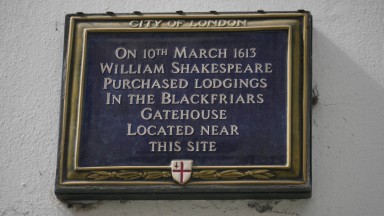 CITY OF LONDON
ON 10TH MARCH 1613
WILLIAM SHAKESPEARE
PURCHASED LODGINGS
IN THE BLACKFRIARS
GATEHOUSE
LOCATED NEAR
THIS SITE